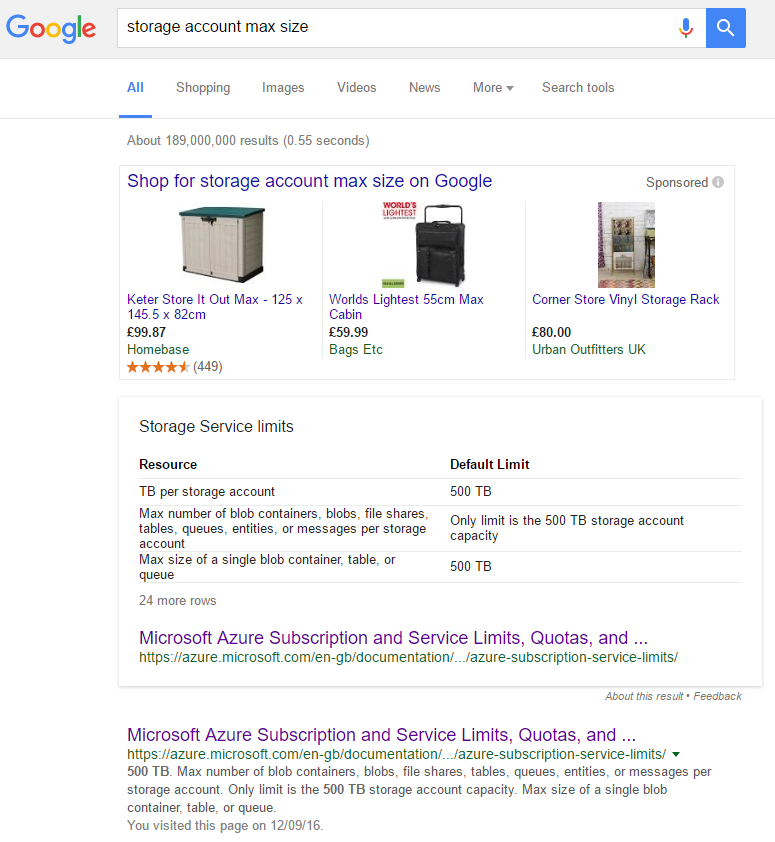 Google
storage account max size
All Shopping Images Videos News More Search tools
About 189,000,000 results (0.55 seconds)
Shop for storage account max size on Google
Sponsored
Keter Store It Out Max - 125 x
145.5 x 82cm
£99.87
Homebase
(449)
WORLD'S
LIGHTEST
Worlds Lightest 55cm Max
Cabin
£59.99
Bags Etc
Corner Store Vinyl Storage Rack
£80.00
Urban Outfitters UK
Storage Service limits
Resource Default Limit
TB per storage account 500 TB
Max number of blob containers, blobs, file shares,
tables, queues, entities, or messages per storage
account
Only limit is the 500 TB storage account
capacity
Max size of a single blob container, table, or
queue
500 TB
24 more rows
Microsoft Azure Subscription and Service Limits, Quotas, and ...
https://azure.microsoft.com/en-gb/documentation/.../azure-subscription-service-limits/
About this result • Feedback
Microsoft Azure Subscription and Service Limits, Quotas, and ...
https://azure.microsoft.com/en-gb/documentation/.../azure-subscription-service-limits/
500 TB. Max number of blob containers, blobs, file shares, tables, queues, entities, or messages per
storage account. Only limit is the 500 TB storage account capacity. Max size of a single blob
container, table, or queue.
You visited this page on 12/09/16.